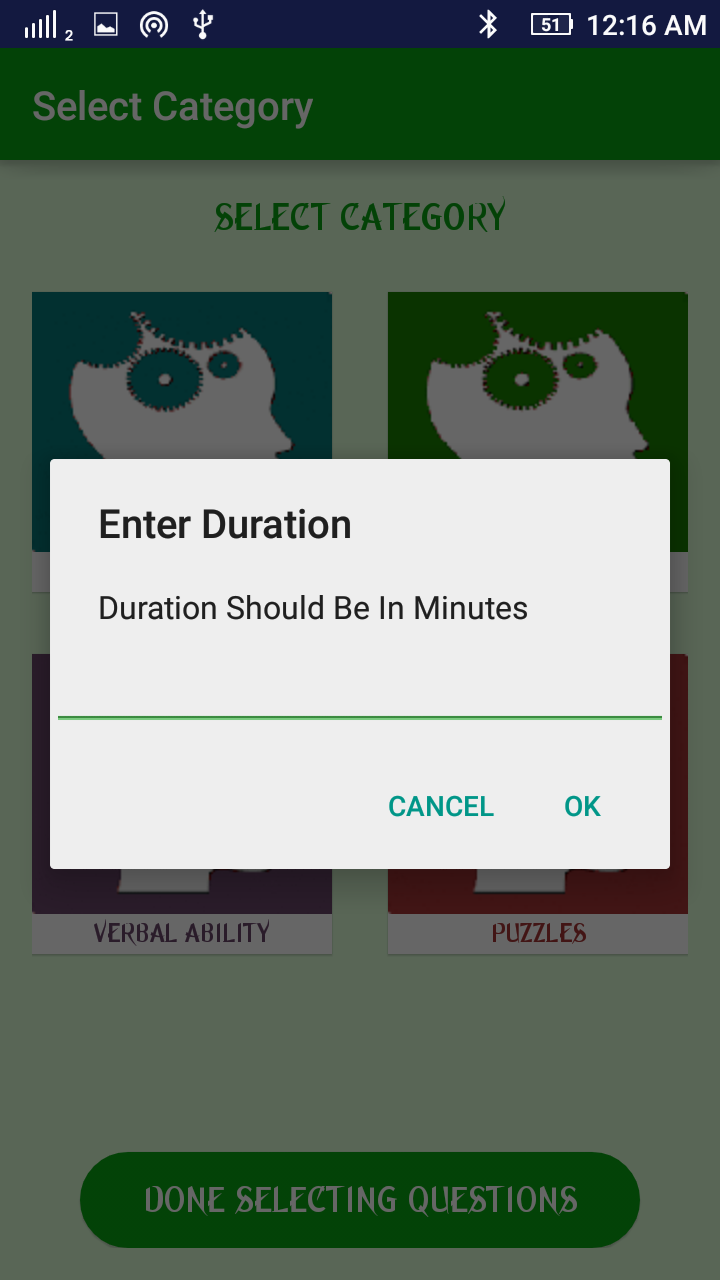 2 51 12:16 AM
Select Category
SELECT CATEGORY
Enter Duration
Duration Should Be In Minutes
CANCEL OK
VERBAL ABILITY PUZZLES
DONE SELECTING QUESTIONS